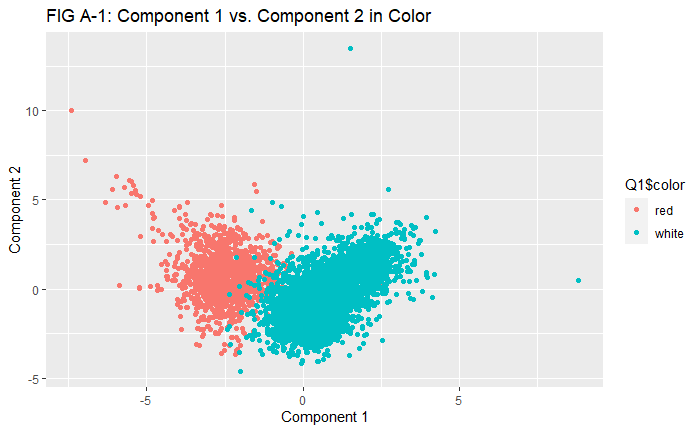 FIG A-1: Component 1 vs. Component 2 in Color
Component 2
10
5
0
-5
-5
0
5
Component 1
Q1$color
red
white